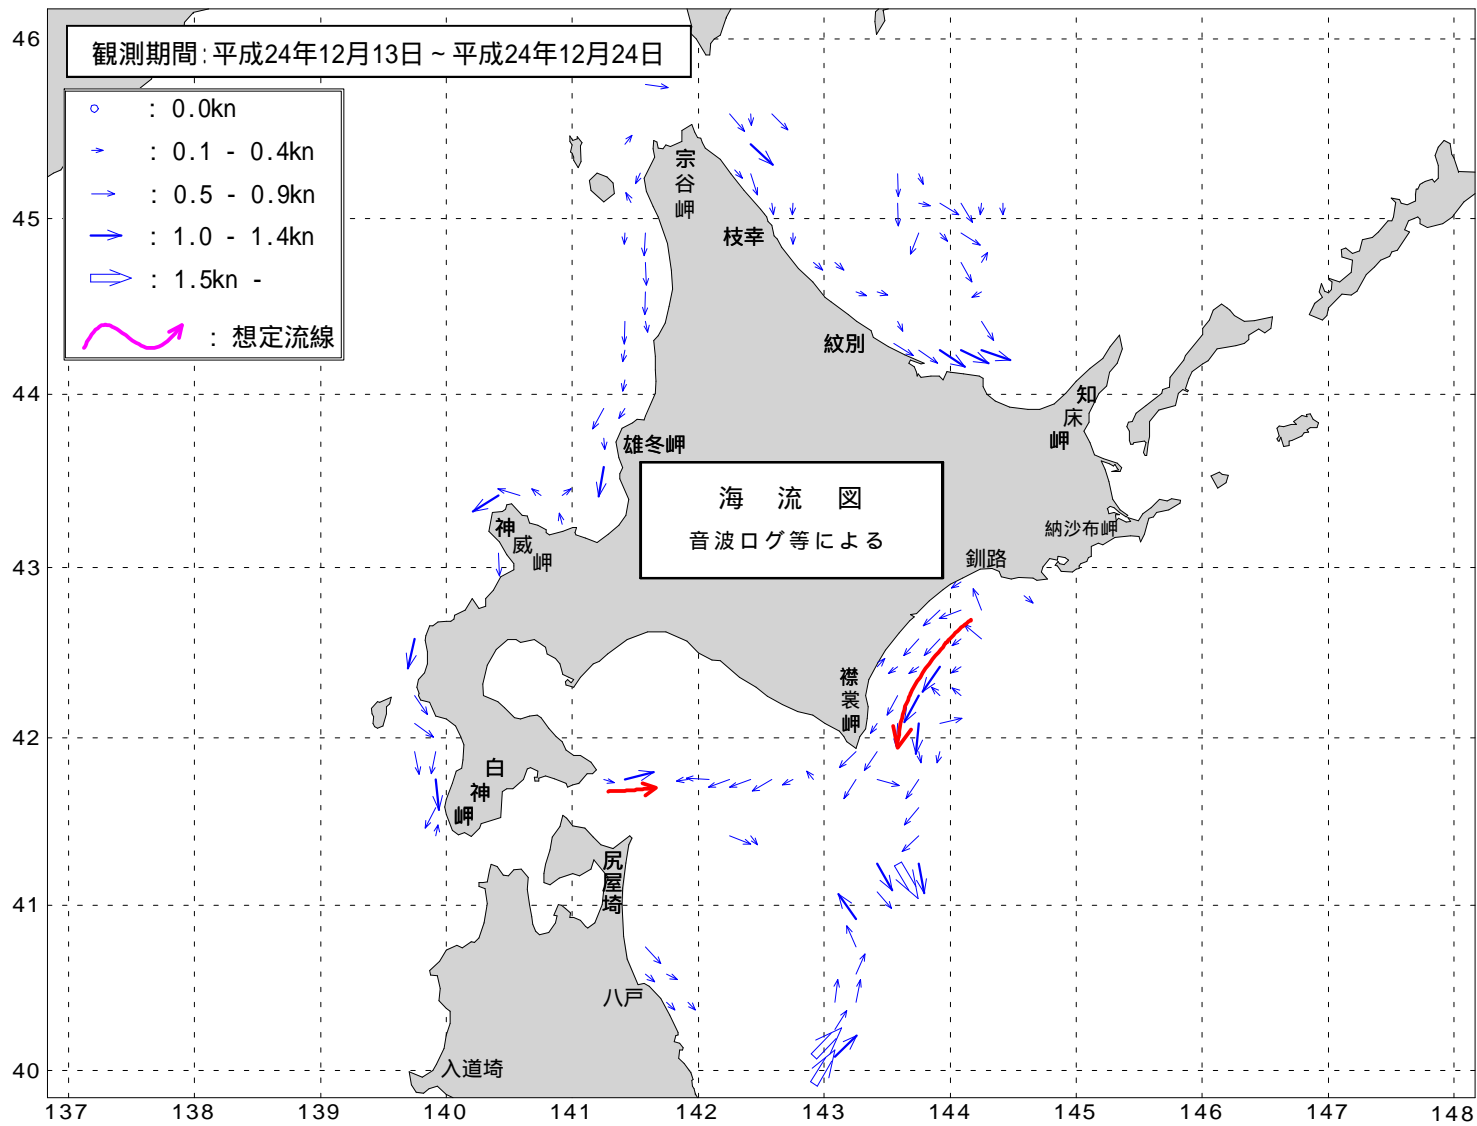 観測期間：平成24年12月13日～平成24年12月24日
：0.0kn
：0.1 - 0.4kn
：0.5 - 0.9kn
：1.0 - 1.4kn
：1.5kn -
：想定流線
宗谷岬
枝幸
紋別
知床岬
雄冬岬
海流図
音波ログ等による
納沙布岬
釧路
神威岬
襟裳岬
白神岬
尻屋埼
八戸
入道埼
46
45
44
43
42
41
40
137 138 139 140 141 142 143 144 145 146 147 148